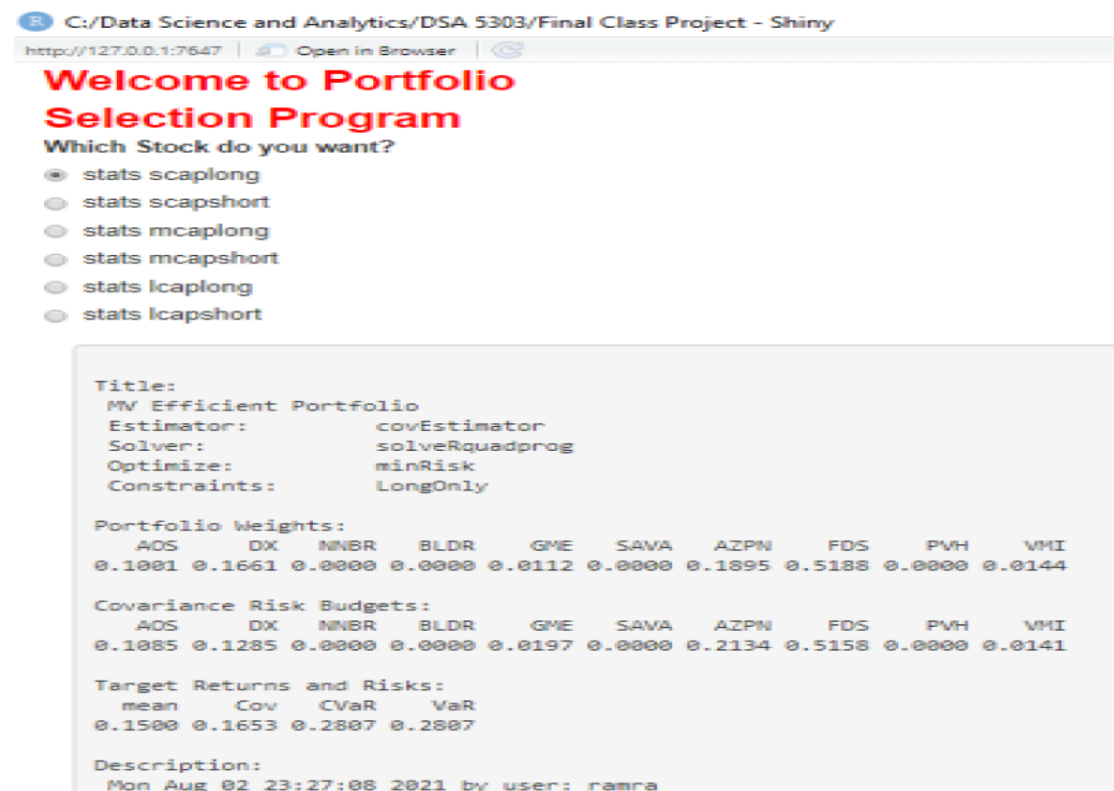 R C:/Data Science and Analytics/DSA 5303/Final Class Project - Shiny
http://127.0.0.1:7647 | Open in Browser
Welcome to Portfolio
Selection Program
Which Stock do you want?
stats scaplong
stats scapshort
stats mcaplong
stats mcapshort
stats lcaplong
stats lcapshort
Title:
MV Efficient Portfolio
Estimator: covEstimator
Solver: solveRquadprog
Optimize: minRisk
Constraints: LongOnly
Portfolio Weights:
AOS DX NNBR BLDR GME SAVA AZPN FDS PVH VMI
0.1001 0.1661 0.0000 0.0000 0.0112 0.0000 0.1895 0.5188 0.0000 0.0144
Covariance Risk Budgets:
AOS DX NNBR BLDR GME SAVA AZPN FDS PVH VMI
0.1085 0.1285 0.0000 0.0000 0.0197 0.0000 0.2134 0.5158 0.0000 0.0141
Target Returns and Risks:
mean Cov CVaR VaR
0.1500 0.1653 0.2807 0.2807
Description:
Mon Aug 02 23:27:08 2021 by user: ramra